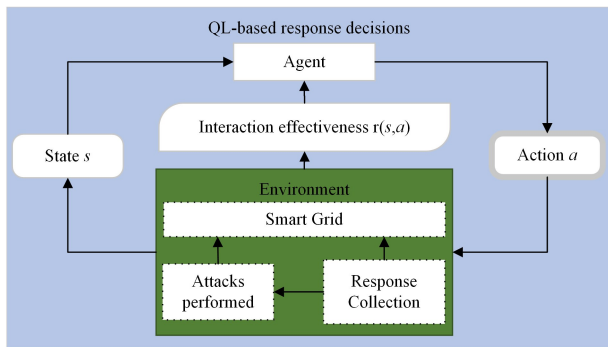 QL-based response decisions
Agent
Interaction effectiveness r(s,a)
State s
Action a
Environment
Smart Grid
Attacks
performed
Response
Collection